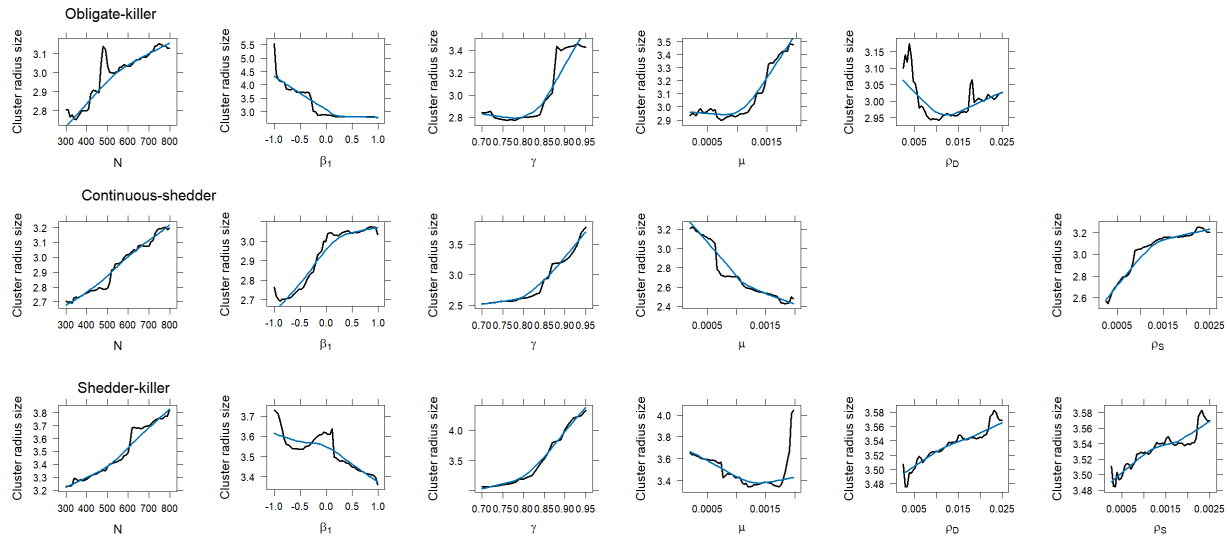 Obligate-killer
Cluster radius size
3.1
3.0
2.9
2.8
300 400 500 600 700 800
N
Cluster radius size
5.5
5.0
4.5
4.0
3.5
3.0
-1.0 -0.5 0.0 0.5 1.0
β1
Cluster radius size
3.4
3.2
3.0
2.8
0.70 0.75 0.80 0.85 0.90 0.95
γ
Cluster radius size
3.5
3.4
3.3
3.2
3.1
3.0
2.9
0.0005 0.0015
μ
Cluster radius size
3.15
3.10
3.05
3.00
2.95
0.005 0.015 0.025
ρD
Continuous-shedder
Cluster radius size
3.2
3.1
3.0
2.9
2.8
2.7
300 400 500 600 700 800
N
Cluster radius size
3.0
2.9
2.8
2.7
-1.0 -0.5 0.0 0.5 1.0
β1
Cluster radius size
3.5
3.0
2.5
0.70 0.75 0.80 0.85 0.90 0.95
γ
Cluster radius size
3.2
3.0
2.8
2.6
2.4
0.0005 0.0015
μ
Cluster radius size
3.2
3.0
2.8
2.6
0.0005 0.0015 0.0025
ρS
Shedder-killer
Cluster radius size
3.8
3.7
3.6
3.5
3.4
3.3
3.2
300 400 500 600 700 800
N
Cluster radius size
3.7
3.6
3.5
3.4
-1.0 -0.5 0.0 0.5 1.0
β1
Cluster radius size
4.0
3.5
0.70 0.75 0.80 0.85 0.90 0.95
γ
Cluster radius size
4.0
3.8
3.6
3.4
0.0005 0.0015
μ
Cluster radius size
3.58
3.56
3.54
3.52
3.50
3.48
0.005 0.015 0.025
ρD
Cluster radius size
3.58
3.56
3.54
3.52
3.50
3.48
0.0005 0.0015 0.0025
ρS